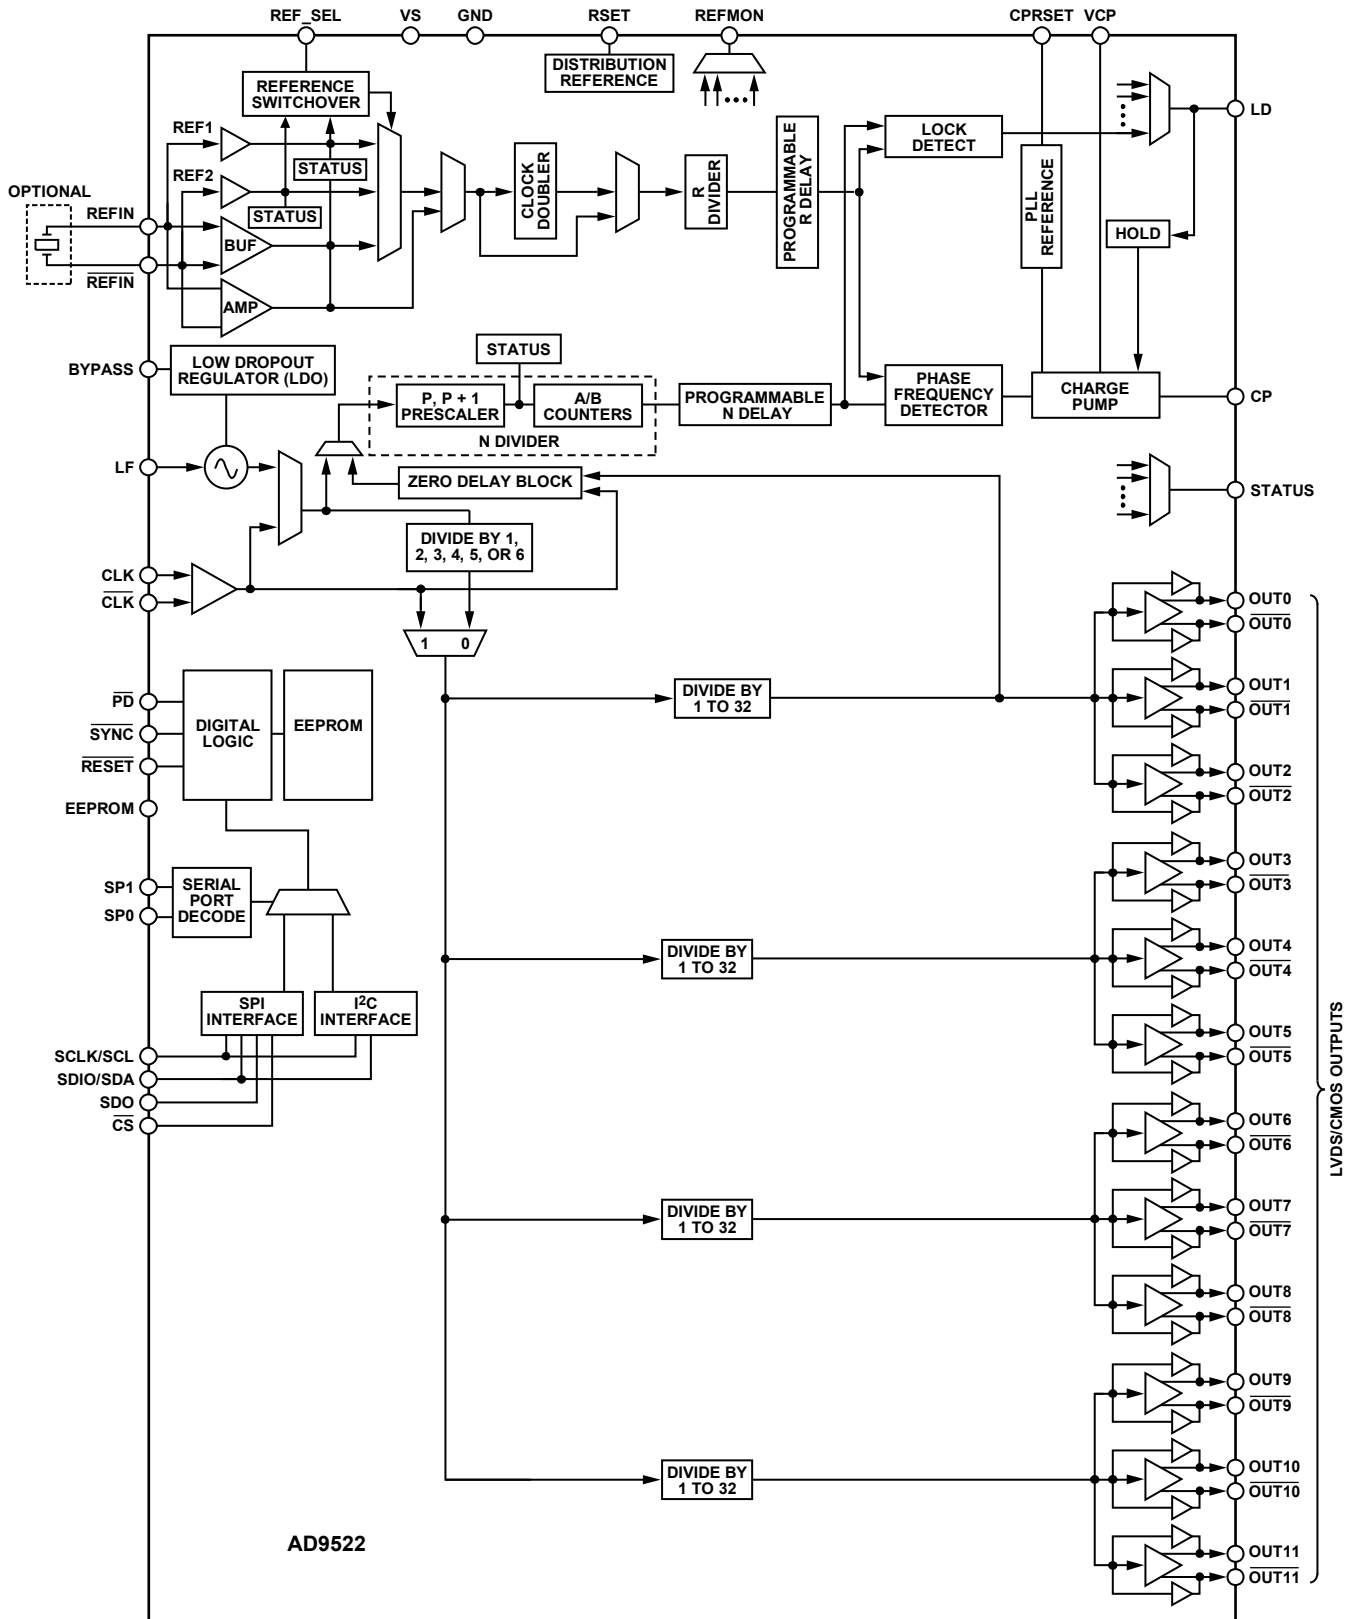 REF_SEL
VS
GND
RSET
REFMON
CPRSET
VCP
DISTRIBUTION
REFERENCE
REFERENCE
SWITCHOVER
REF1
REF2
STATUS
STATUS
OPTIONAL
REFIN
REFIN
BUF
AMP
CLOCK
DOUBLER
R
DIVIDER
PROGRAMMABLE
R DELAY
LOCK
DETECT
PLL
REFERENCE
HOLD
LD
BYPASS
LOW DROPOUT
REGULATOR (LDO)
STATUS
P, P + 1
PRESCALER
A/B
COUNTERS
N DIVIDER
PROGRAMMABLE
N DELAY
PHASE
FREQUENCY
DETECTOR
CHARGE
PUMP
CP
LF
ZERO DELAY BLOCK
STATUS
DIVIDE BY 1,
2, 3, 4, 5, OR 6
CLK
CLK
1 0
OUT0
OUT0
PD
SYNC
RESET
EEPROM
DIGITAL
LOGIC
EEPROM
DIVIDE BY
1 TO 32
OUT1
OUT1
OUT2
OUT2
SP1
SP0
SERIAL
PORT
DECODE
OUT3
OUT3
DIVIDE BY
1 TO 32
OUT4
OUT4
SPI
INTERFACE
I2C
INTERFACE
OUT5
OUT5
SCLK/SCL
SDIO/SDA
SDO
CS
LVDS/CMOS OUTPUTS
OUT6
OUT6
DIVIDE BY
1 TO 32
OUT7
OUT7
OUT8
OUT8
OUT9
OUT9
DIVIDE BY
1 TO 32
OUT10
OUT10
AD9522
OUT11
OUT11